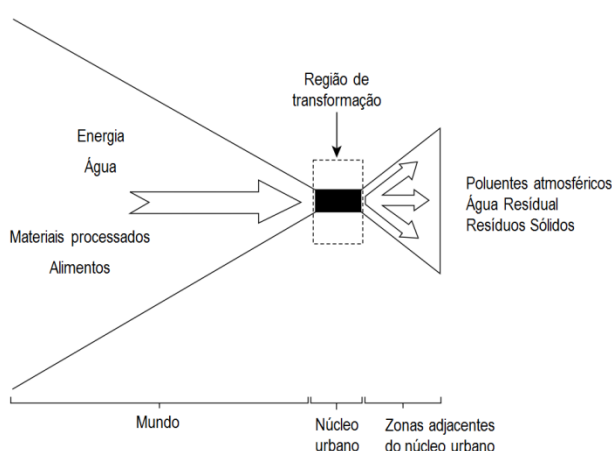 Região de
transformação
Energia
Água
Materiais processados
Alimentos
Poluentes atmosféricos
Água Residual
Resíduos Sólidos
Mundo
Núcleo
urbano
Zonas adjacentes
do núcleo urbano